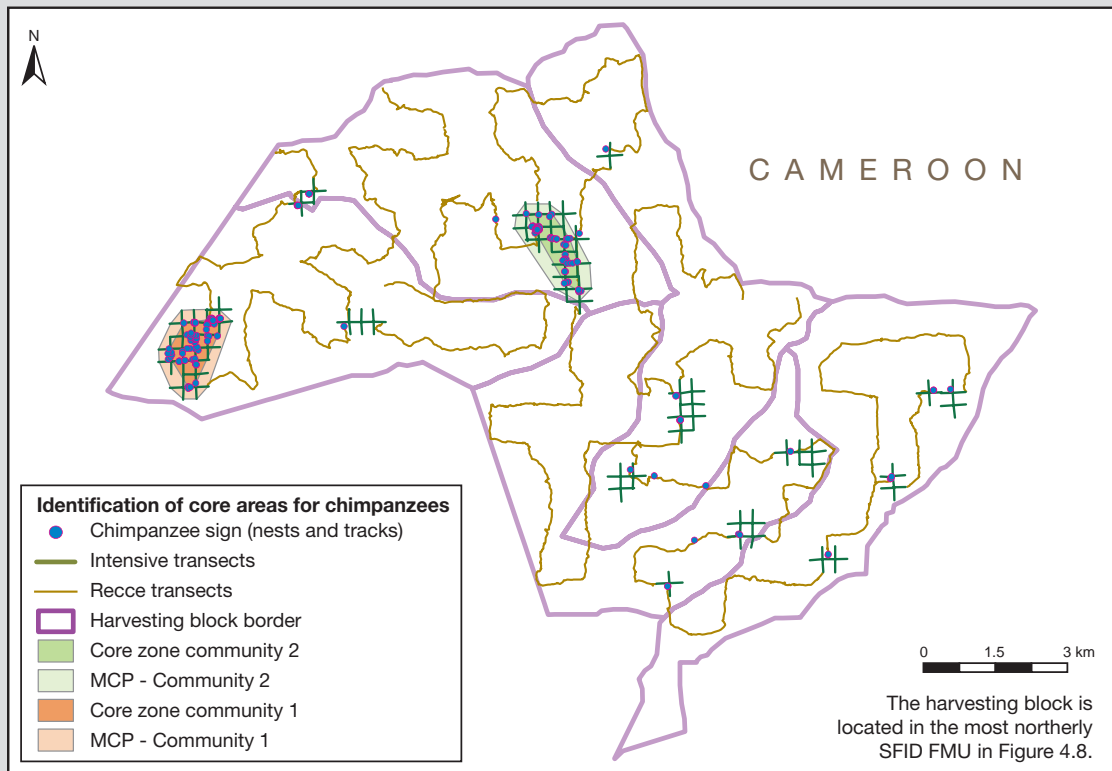 N
CAMEROON
Identification of core areas for chimpanzees
Chimpanzee sign (nests and tracks)
Intensive transects
Recce transects
Harvesting block border
Core zone community 2
MCP - Community 2
Core zone community 1
MCP - Community 1
0 1.5 3 km
The harvesting block is
located in the most northerly
SFID FMU in Figure 4.8.